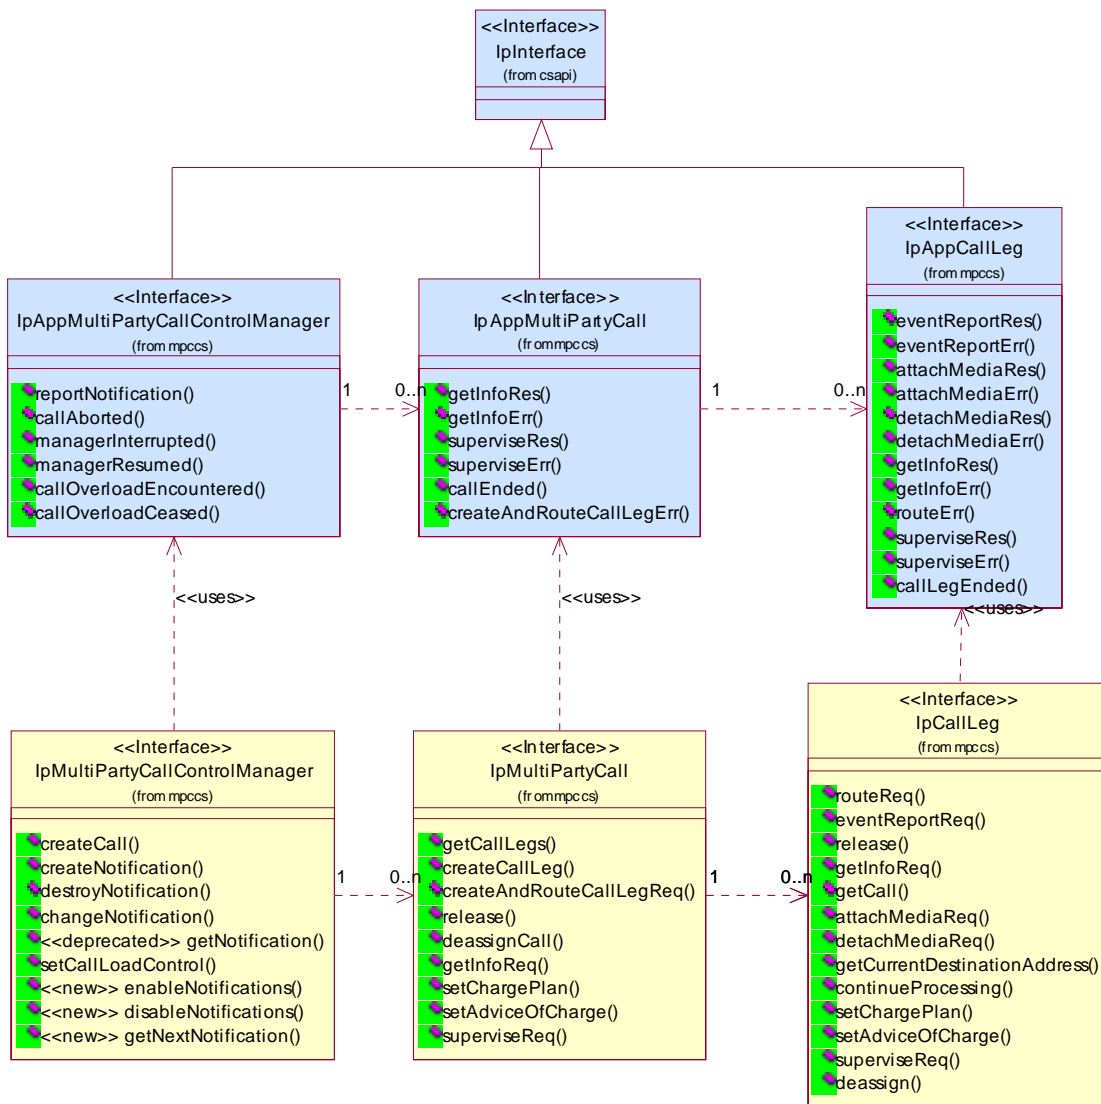 <<Interface>>
IpInterface
(from csapi)
<<Interface>>
IpAppCallLeg
(from mpccs)
eventReportRes()
eventReportErr()
attachMediaRes()
attachMediaErr()
detachMediaRes()
detachMediaErr()
getInfoRes()
getInfoErr()
routeErr()
superviseRes()
superviseErr()
callLegEnded()
<<Interface>>
IpAppMultiPartyCallControlManager
(from mpccs)
reportNotification()
callAborted()
managerInterrupted()
managerResumed()
callOverloadEncountered()
callOverloadCeased()
1
0..n
<<Interface>>
IpAppMultiPartyCall
(from mpccs)
getInfoRes()
getInfoErr()
superviseRes()
superviseErr()
callEnded()
createAndRouteCallLegErr()
1
0..n
<<uses>>
<<uses>>
<<uses>>
<<Interface>>
IpMultiPartyCallControlManager
(from mpccs)
createCall()
createNotification()
destroyNotification()
changeNotification()
<<deprecated>> getNotification()
setCallLoadControl()
<<new>> enableNotifications()
<<new>> disableNotifications()
<<new>> getNextNotification()
1
0..n
<<Interface>>
IpMultiPartyCall
(from mpccs)
getCallLegs()
createCallLeg()
createAndRouteCallLegReq()
release()
deassignCall()
getInfoReq()
setChargePlan()
setAdviceOfCharge()
superviseReq()
1
0..n
<<Interface>>
IpCallLeg
(from mpccs)
routeReq()
eventReportReq()
release()
getInfoReq()
getCall()
attachMediaReq()
detachMediaReq()
getCurrentDestinationAddress()
continueProcessing()
setChargePlan()
setAdviceOfCharge()
superviseReq()
deassign()